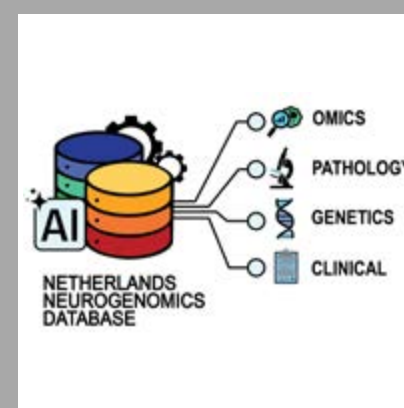 OMICS
PATHOLOGY
GENETICS
CLINICAL
AI
NETHERLANDS
NEUROGENOMICS
DATABASE